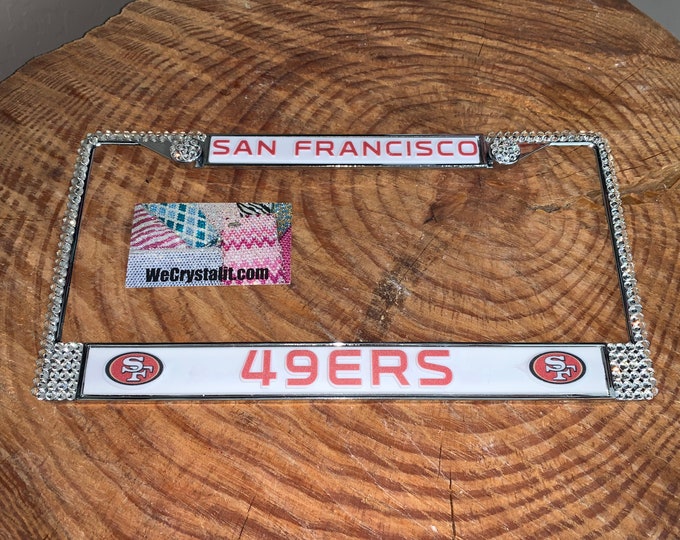 SAN FRANCISCO
WeCrystalit.com
SF 49ERS SF